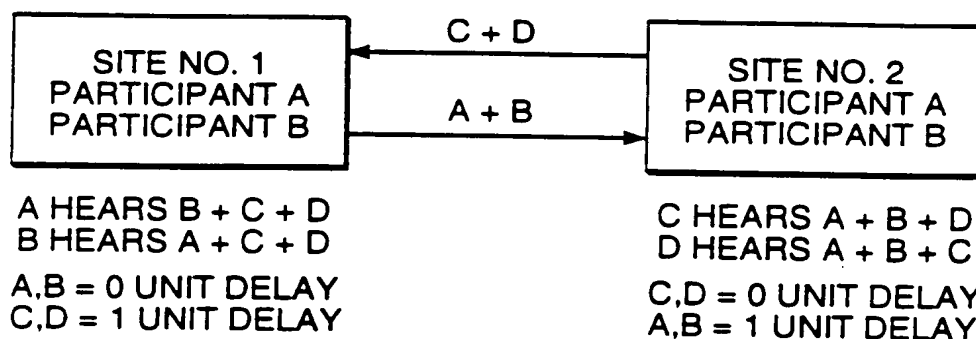 SITE NO. 1
PARTICIPANT A
PARTICIPANT B
C + D
A + B
SITE NO. 2
PARTICIPANT A
PARTICIPANT B
A HEARS B + C + D
B HEARS A + C + D
A,B = 0 UNIT DELAY
C,D = 1 UNIT DELAY
C HEARS A + B + D
D HEARS A + B + C
C,D = 0 UNIT DELAY
A,B = 1 UNIT DELAY